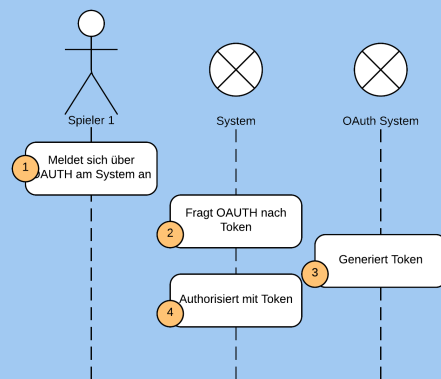 Spieler 1
System
OAuth System
1
Meldet sich über
OAUTH am System an
2
Fragt OAUTH nach
Token
3
Generiert Token
4
Authorisiert mit Token